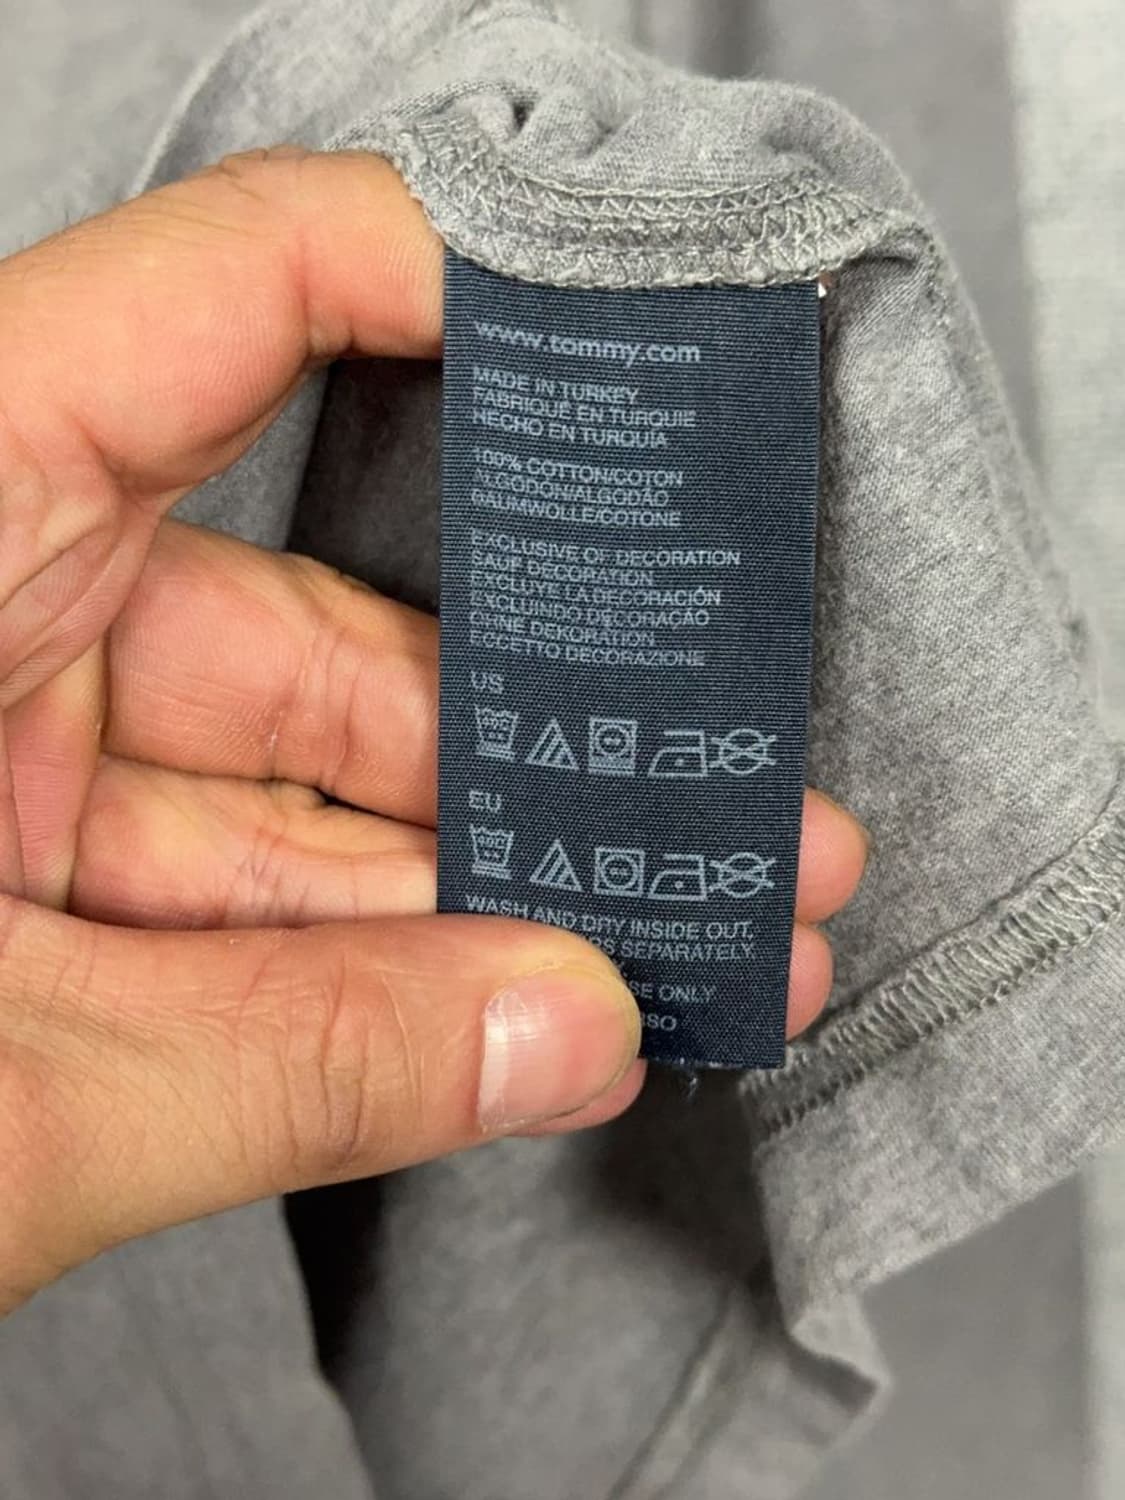 www.tommy.com
MADE IN TURKEY
FABRIQUÉ EN TURQUIE
HECHO EN TURQUÍA
100% COTTON/COTON
ALGODÓN/ALGODÃO
BAUMWOLLE/COTONE
EXCLUSIVE OF DECORATION
SAUF DECORATION
EXCLUYE LA DECORACIÓN
EXCLUINDO DECORAÇÃO
OHNE DEKORATION
ECCETTO DECORAZIONE
US
EU
WASH AND DRY INSIDE OUT.
SEPARATELY
SE ONLY